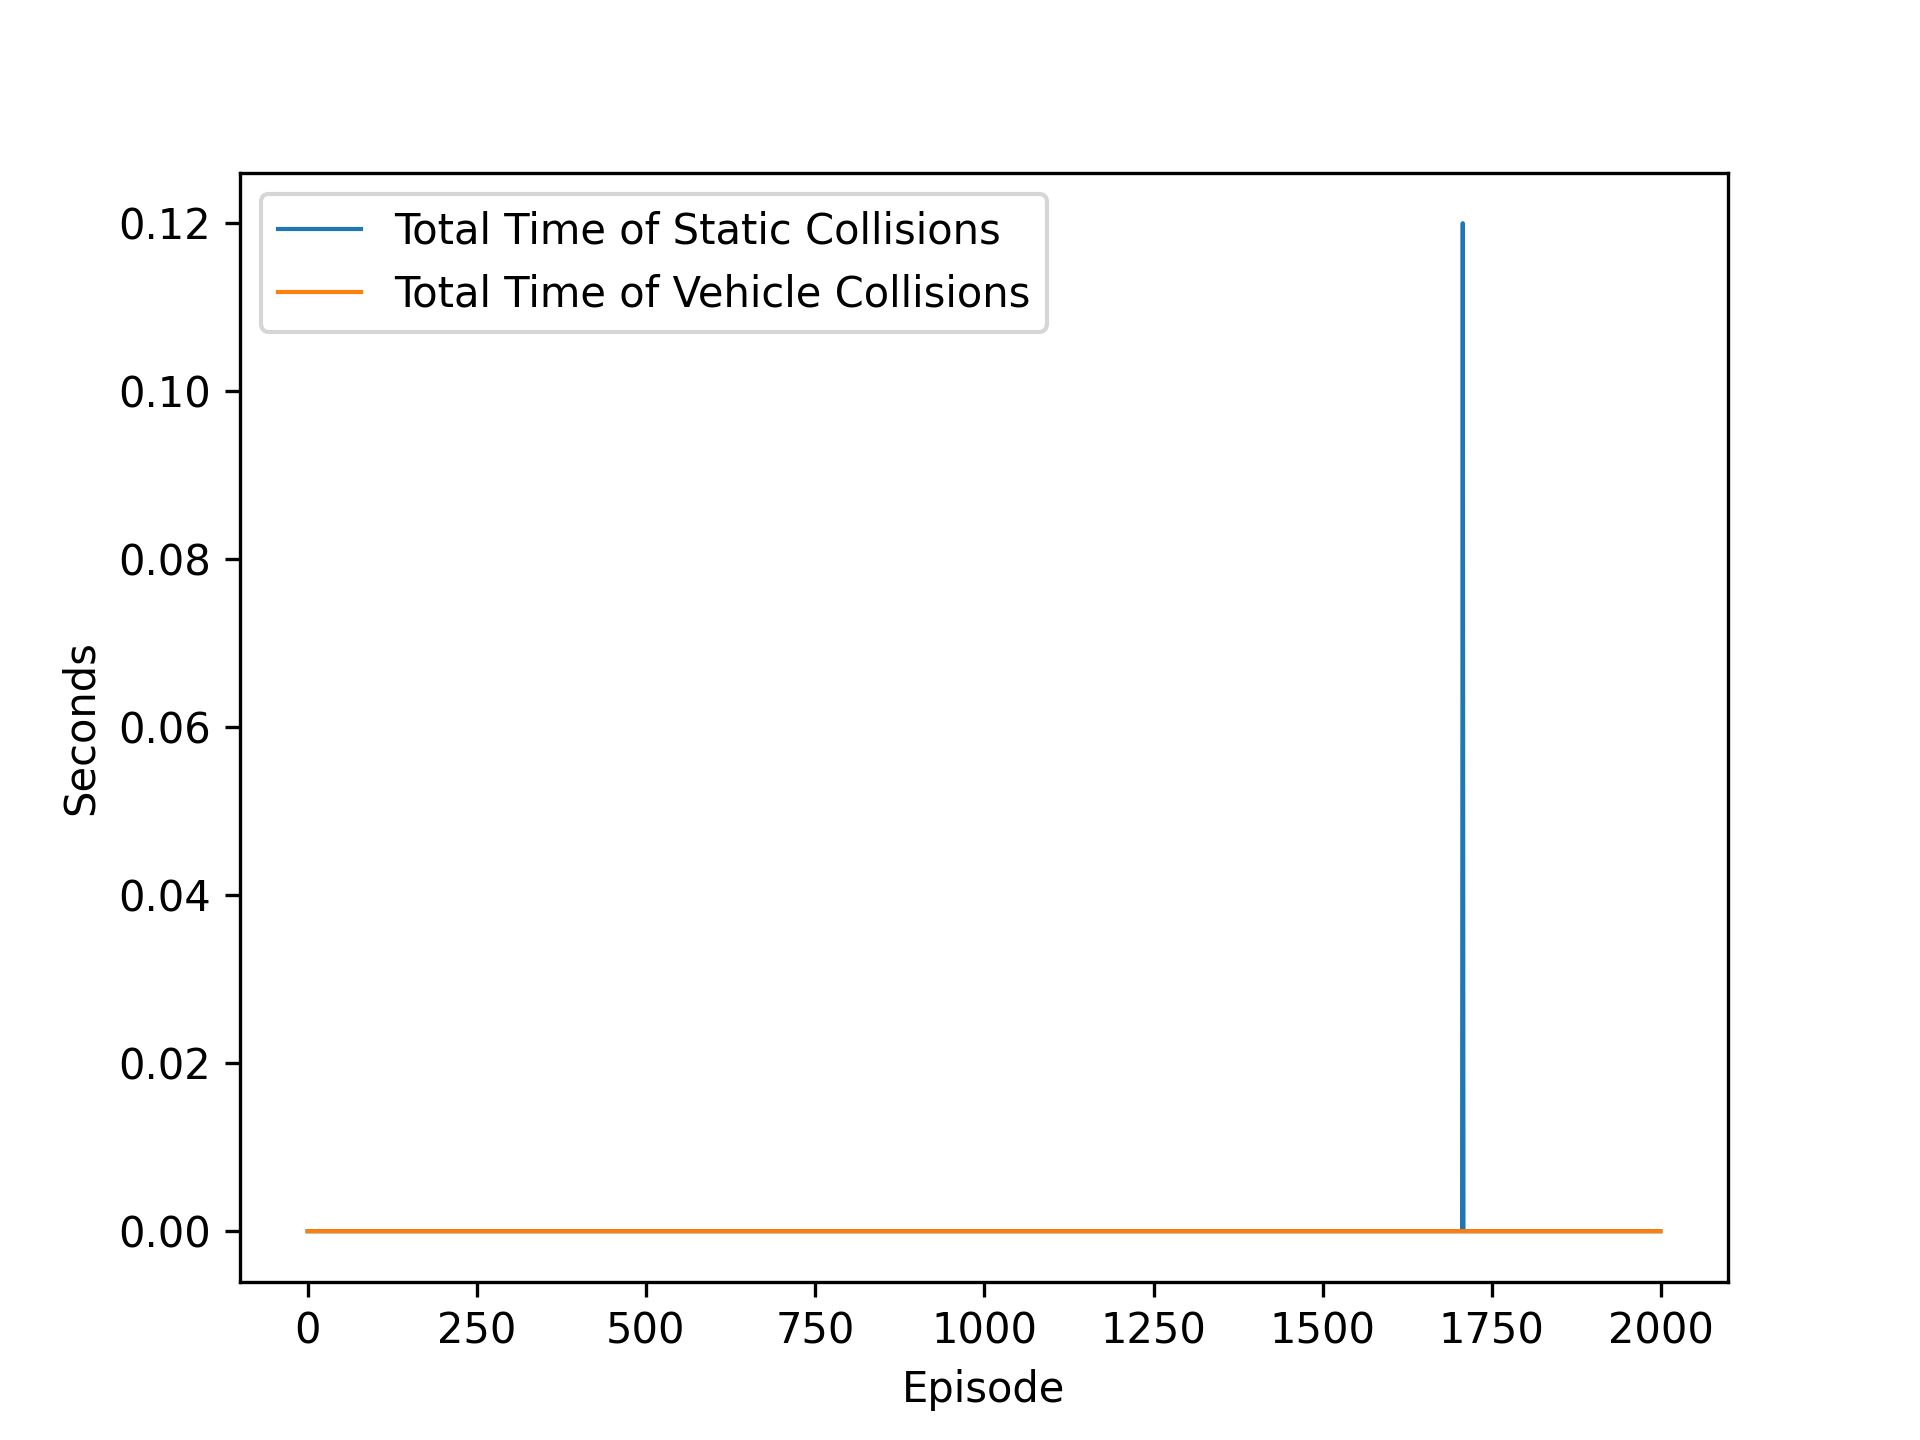 Total Time of Static Collisions
Total Time of Vehicle Collisions
0.12
0.10
0.08
0.06
0.04
0.02
0.00
Seconds
0 250 500 750 1000 1250 1500 1750 2000
Episode